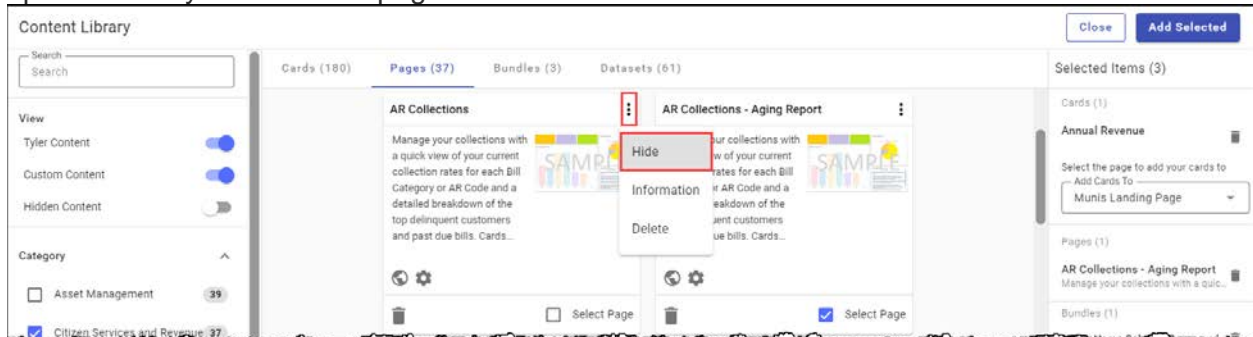 Content Library
Close
Add Selected
Search
Search
View
Tyler Content
Custom Content
Hidden Content
Category
Asset Management 39
Citizen Services and Revenue 37
Cards (180)
Pages (37)
Bundles (3)
Datasets (61)
AR Collections
Manage your collections with
a quick view of your current
collection rates for each Bill
Category or AR Code and a
detailed breakdown of the
top delinquent customers
and past due bills. Cards...
SAMPLE
Select Page
Hide
Information
Delete
AR Collections - Aging Report
ur collections with
w of your current
rates for each Bill
r AR Code and a
eakdown of the
uent customers
ue bills. Cards...
SAMPLE
Select Page
Selected Items (3)
Cards (1)
Annual Revenue
Select the page to add your cards to
Add Cards To
Munis Landing Page
Pages (1)
AR Collections - Aging Report
Manage your collections with a quic...
Bundles (1)